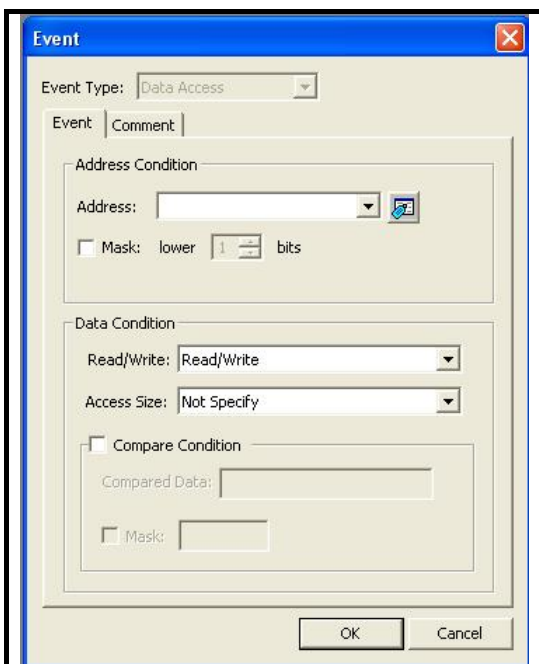 Event
Event Type: Data Access
Event Comment
Address Condition
Address:
Mask: lower 1 bits
Data Condition
Read/Write: Read/Write
Access Size: Not Specify
Compare Condition
Compared Data:
Mask:
OK Cancel